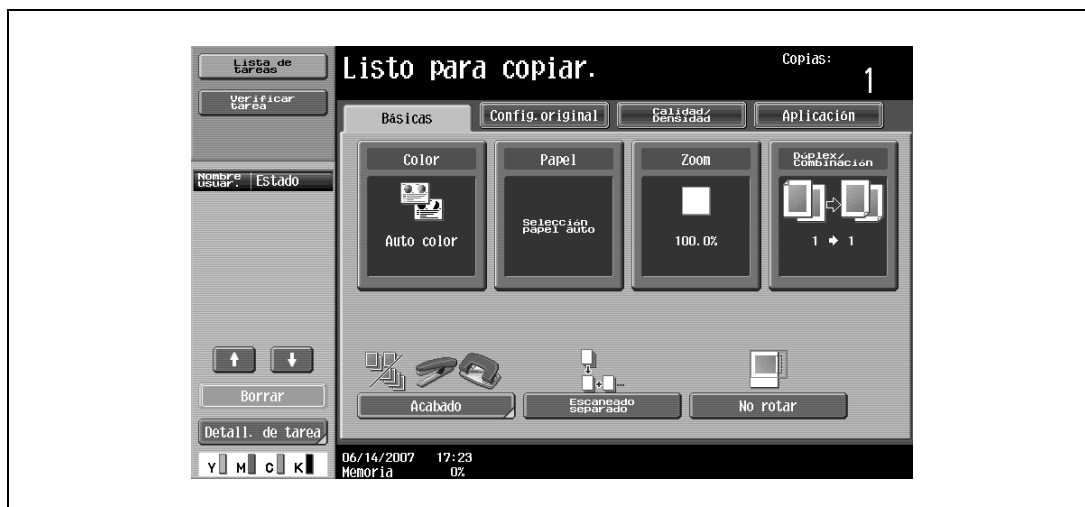 Lista de
tareas
Verificar
tarea
Nombre
usuar.
Estado
Borrar
Detall. de tarea
Y M C K
Listo para copiar.
Copias:
1
Básicas
Config.original
Calidad/
Densidad
Aplicación
Color
Auto color
Papel
Selección
papel auto
Zoom
100.0%
Dúplex/
Combinación
1 → 1
Acabado
Escaneado
separado
No rotar
06/14/2007 17:23
Memoria 0%